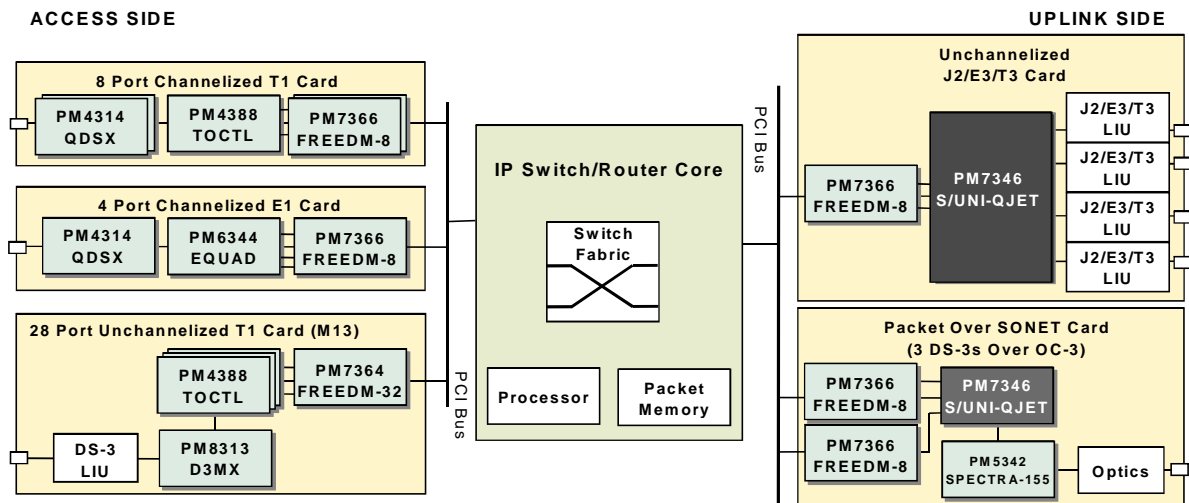 ACCESS SIDE
UPLINK SIDE
8 Port Channelized T1 Card
PM4314
QDSX
PM4388
TOCTL
PM7366
FREEDM-8
4 Port Channelized E1 Card
PM4314
QDSX
PM6344
EQUAD
PM7366
FREEDM-8
28 Port Unchannelized T1 Card (M13)
PM4388
TOCTL
PM7364
FREEDM-32
DS-3
LIU
PM8313
D3MX
PCI Bus
IP Switch/Router Core
Switch
Fabric
Processor
Packet
Memory
PCI Bus
Unchannelized
J2/E3/T3 Card
PM7366
FREEDM-8
PM7346
S/UNI-QJET
J2/E3/T3
LIU
J2/E3/T3
LIU
J2/E3/T3
LIU
J2/E3/T3
LIU
Packet Over SONET Card
(3 DS-3s Over OC-3)
PM7366
FREEDM-8
PM7366
FREEDM-8
PM7346
S/UNI-QJET
PM5342
SPECTRA-155
Optics